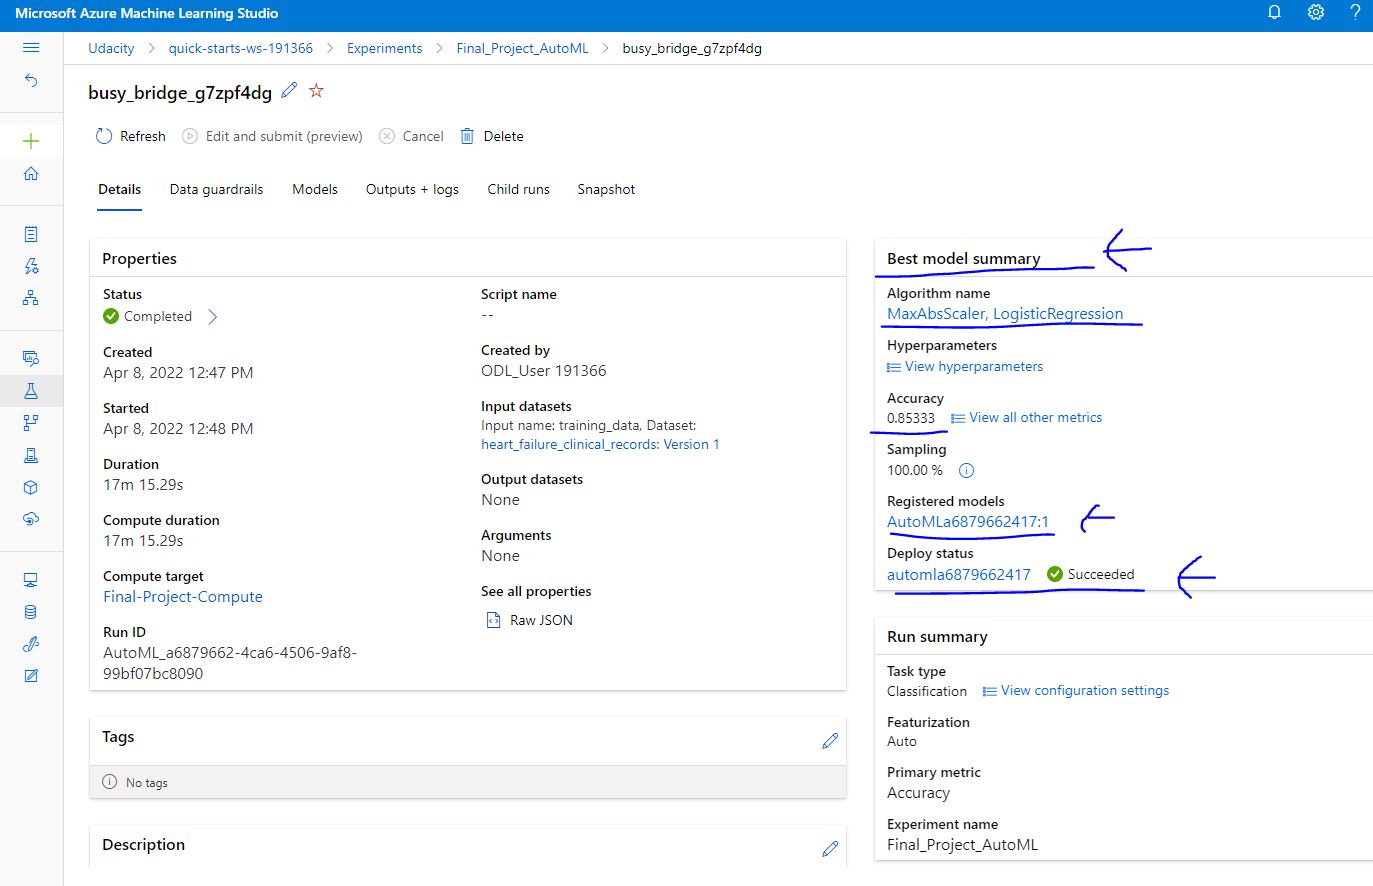 Microsoft Azure Machine Learning Studio
Udacity > quick-starts-ws-191366 > Experiments > Final_Project_AutoML > busy_bridge_g7zpf4dg
busy_bridge_g7zpf4dg
Refresh Edit and submit (preview) Cancel Delete
Details Data guardrails Models Outputs + logs Child runs Snapshot
Properties
Status
Completed
Created
Apr 8, 2022 12:47 PM
Started
Apr 8, 2022 12:48 PM
Duration
17m 15.29s
Compute duration
17m 15.29s
Compute target
Final-Project-Compute
Run ID
AutoML_a6879662-4ca6-4506-9af8-
99bf07bc8090
Script name
--
Created by
ODL_User 191366
Input datasets
Input name: training_data, Dataset:
heart_failure_clinical_records: Version 1
Output datasets
None
Arguments
None
See all properties
Raw JSON
Tags
No tags
Description
Best model summary
Algorithm name
MaxAbsScaler, LogisticRegression
Hyperparameters
View hyperparameters
Accuracy
0.85333 View all other metrics
Sampling
100.00 %
Registered models
AutoMLa6879662417:1
Deploy status
automla6879662417 Succeeded
Run summary
Task type
Classification View configuration settings
Featurization
Auto
Primary metric
Accuracy
Experiment name
Final_Project_AutoML